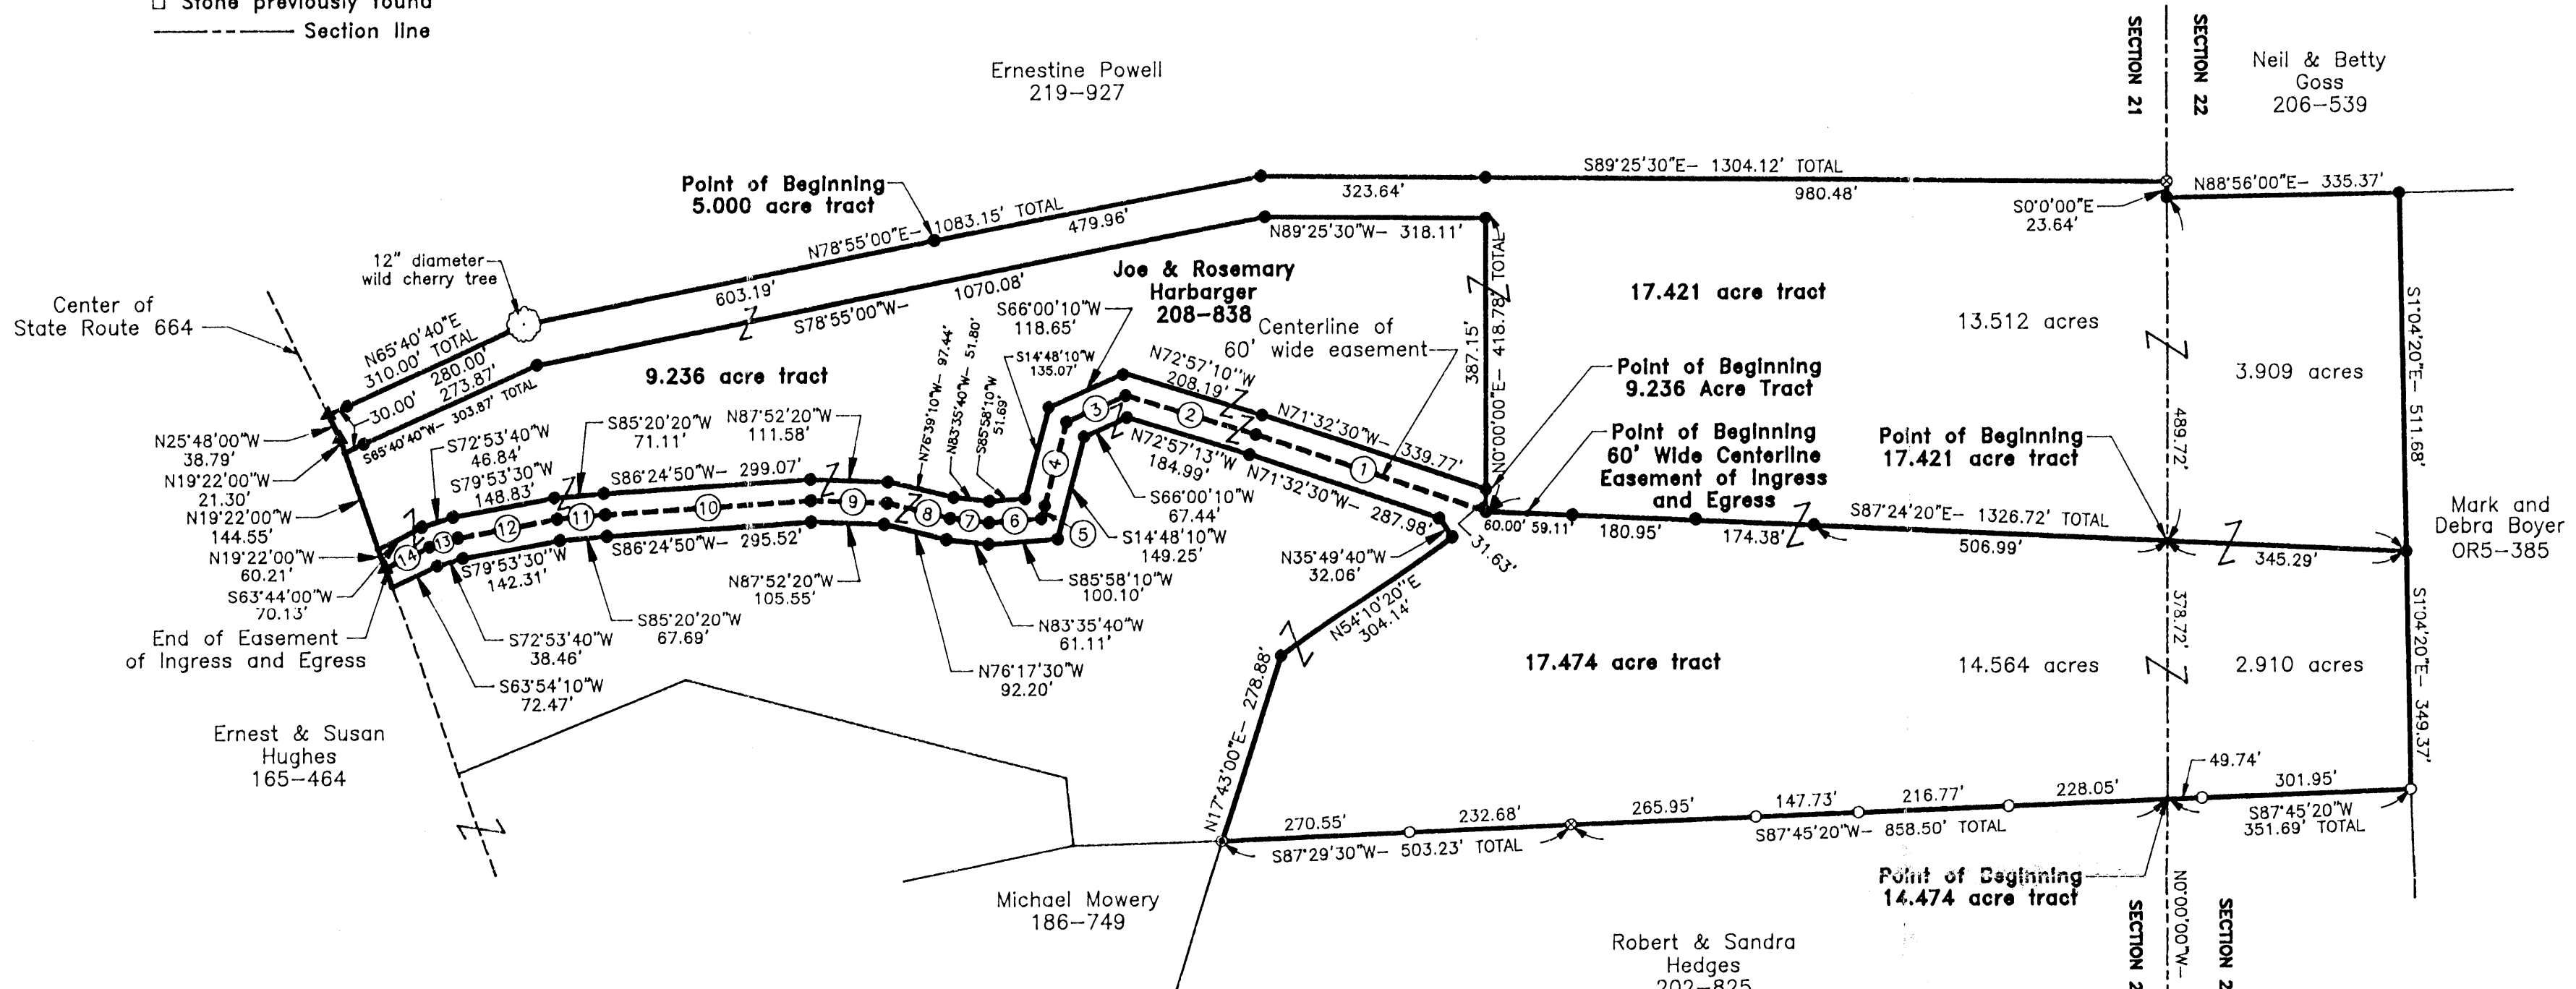 □ Stone previously found
Section line
Ernestine Powell
219-927
SECTION 21
SECTION 22
Neil & Betty
Goss
206-539
Point of Beginning
5.000 acre tract
S89°25'30"E- 1304.12' TOTAL
323.64'
980.48'
N88°56'00"E- 335.37'
S0°0'00"E
23.64'
N78°55'00"E- 1083.15' TOTAL
479.96'
603.19'
N89°25'30"W- 318.11'
12" diameter
wild cherry tree
Center of
State Route 664
S78°55'00"W-
1070.08'
Joe & Rosemary
Harbarger
208-838
S66°00'10"W
118.65'
Centerline of
60' wide easement
387.15'
N0°00'00"E- 418.78' TOTAL
17.421 acre tract
13.512 acres
3.909 acres
S1°04'20"E- 511.68'
489.72'
N65°40'40"E
310.00' TOTAL
280.00'
273.87'
30.00'
S65°40'40"W- 303.87' TOTAL
9.236 acre tract
N76°39'10"W- 97.44'
N83°35'40"W- 51.80'
S85°58'10"W
51.69'
S14°48'10"W
135.07'
N72°57'10"W
208.19'
N71°32'30"W- 339.77'
Point of Beginning
9.236 Acre Tract
Point of Beginning
60' Wide Centerline
Easement of Ingress
and Egress
Point of Beginning
17.421 acre tract
N25°48'00"W
38.79'
N19°22'00"W
21.30'
N19°22'00"W
144.55'
N19°22'00"W
60.21'
S63°44'00"W
70.13'
End of Easement
of Ingress and Egress
S72°53'40"W
46.84'
S79°53'30"W
148.83'
S85°20'20"W
71.11'
S86°24'50"W- 299.07'
N87°52'20"W
111.58'
1
2
3
4
5
6
7
8
9
10
11
12
13
14
N72°57'13"W
184.99'
N71°32'30"W- 287.98'
S66°00'10"W
67.44'
S14°48'10"W
149.25'
S85°58'10"W
100.10'
N83°35'40"W
61.11'
N76°17'30"W
92.20'
N87°52'20"W
105.55'
S86°24'50"W- 295.52'
S85°20'20"W
67.69'
S79°53'30"W
142.31'
S72°53'40"W
38.46'
S63°54'10"W
72.47'
60.00'
59.11'
180.95'
174.38'
S87°24'20"E- 1326.72' TOTAL
506.99'
345.29'
31.63'
N35°49'40"W
32.06'
N54°10'20"E
304.14'
N17°43'00"E- 278.88'
Mark and
Debra Boyer
OR5-385
378.72'
S1°04'20"E- 349.37'
17.474 acre tract
14.564 acres
2.910 acres
Ernest & Susan
Hughes
165-464
270.55'
232.68'
265.95'
147.73'
216.77'
228.05'
49.74'
301.95'
S87°29'30"W- 503.23' TOTAL
S87°45'20"W- 858.50' TOTAL
S87°45'20"W
351.69' TOTAL
Point of Beginning
14.474 acre tract
Michael Mowery
186-749
Robert & Sandra
Hedges
202-825
N0°00'00"W-
SECTION 2
SECTION 2